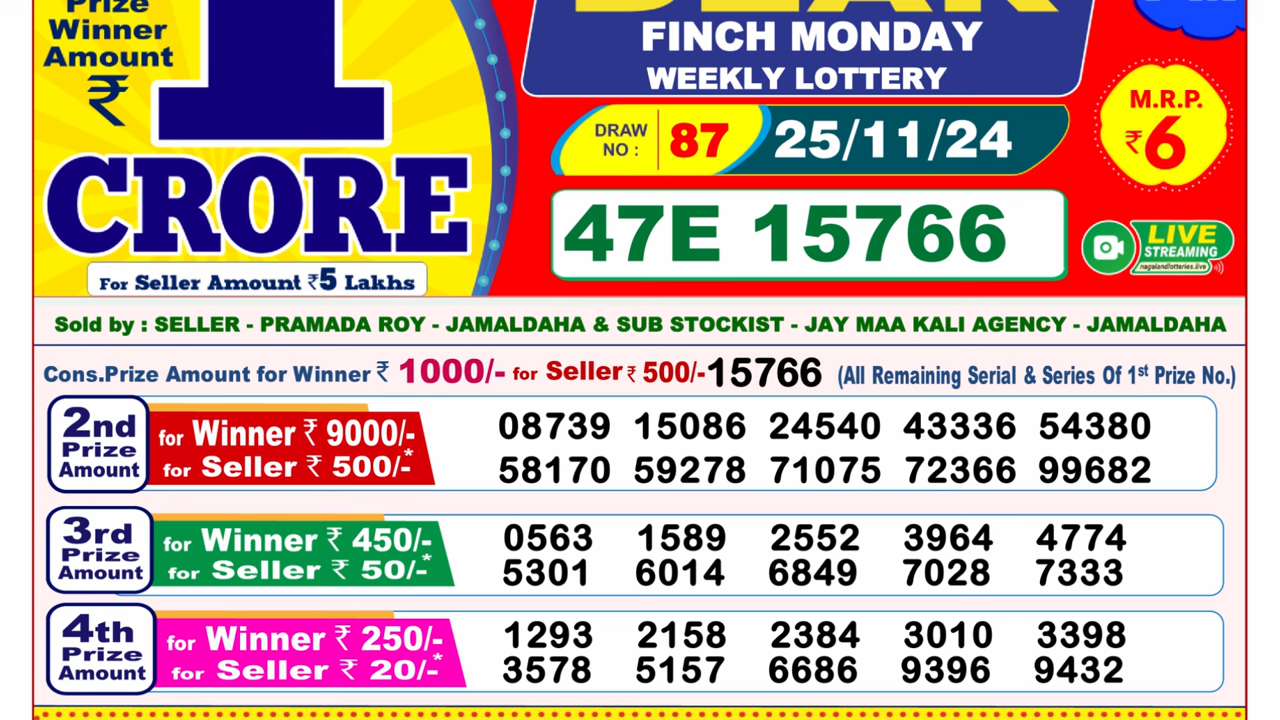 Prize
Winner
Amount
₹
1
CRORE
For Seller Amount ₹5 Lakhs
DEAR
FINCH MONDAY
WEEKLY LOTTERY
DRAW NO : 87 25/11/24
M.R.P.
₹6
47E 15766
LIVE
STREAMING
nagalandlotteries.live
Sold by : SELLER - PRAMADA ROY - JAMALDAHA & SUB STOCKIST - JAY MAA KALI AGENCY - JAMALDAHA
Cons.Prize Amount for Winner ₹ 1000/- for Seller ₹ 500/- 15766 (All Remaining Serial & Series Of 1st Prize No.)
2nd Prize Amount
for Winner ₹ 9000/-
for Seller ₹ 500/-*
08739 15086 24540 43336 54380
58170 59278 71075 72366 99682
3rd Prize Amount
for Winner ₹ 450/-
for Seller ₹ 50/-*
0563 1589 2552 3964 4774
5301 6014 6849 7028 7333
4th Prize Amount
for Winner ₹ 250/-
for Seller ₹ 20/-*
1293 2158 2384 3010 3398
3578 5157 6686 9396 9432